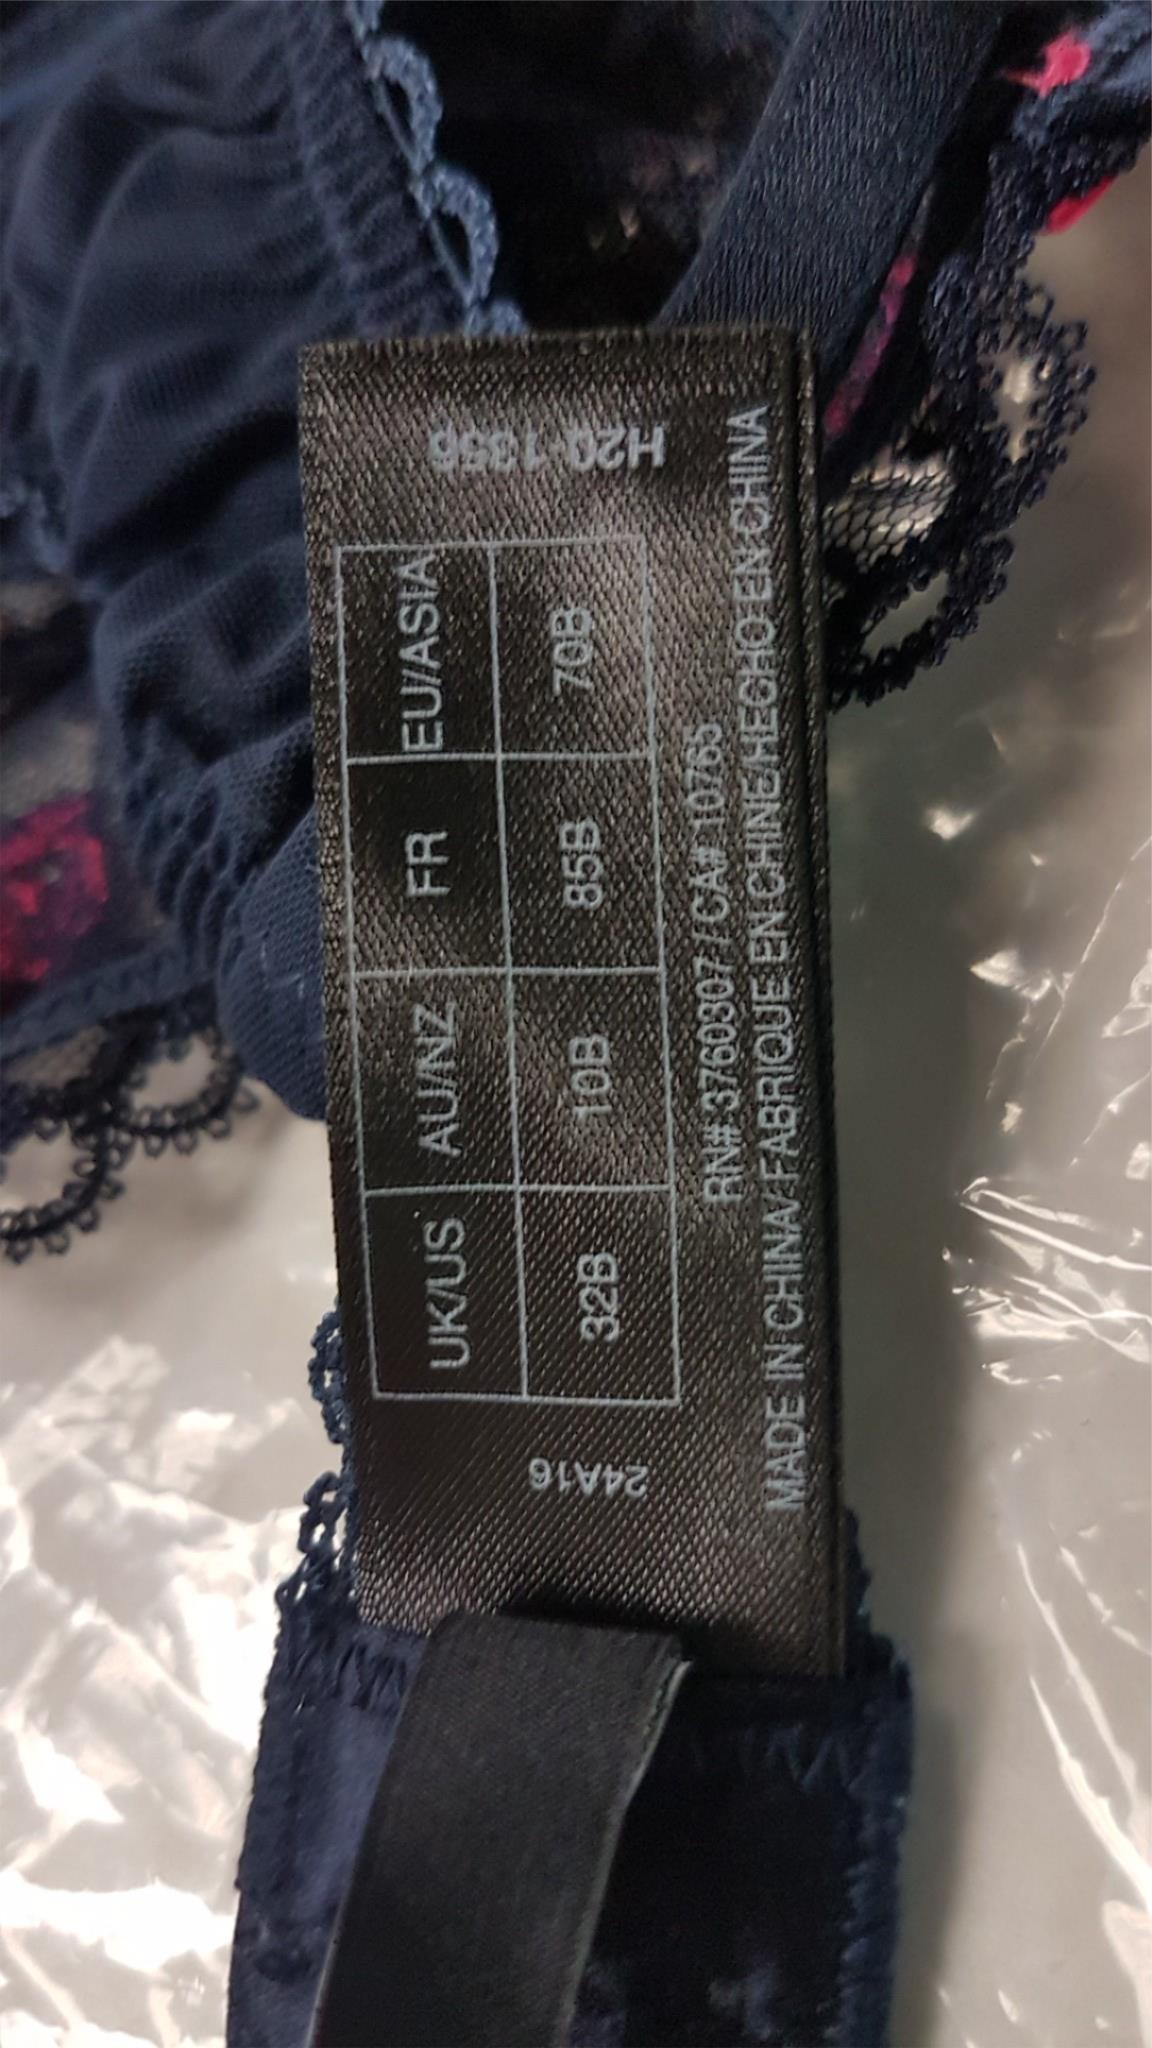 UK/US AU/NZ FR EU/ASIA
32B 10B 85B 70B
RN# 3760307 / CA# 10765
MADE IN CHINA/ FABRIQUE EN CHINE/HECHO EN CHINA
24A16
H20-1356